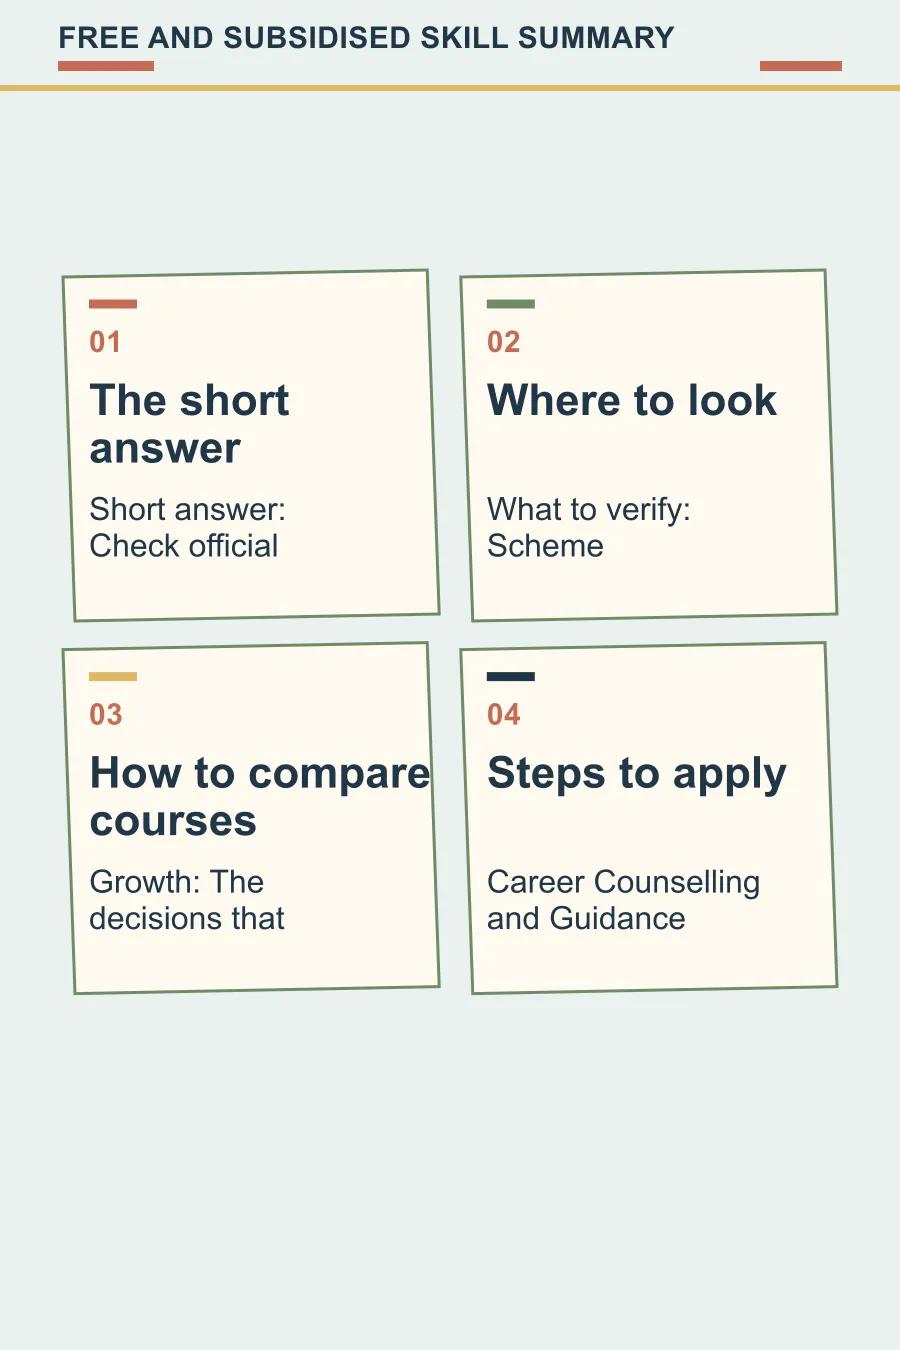 FREE AND SUBSIDISED SKILL SUMMARY
01
The short
answer
Short answer:
Check official
02
Where to look
What to verify:
Scheme
03
How to compare
courses
Growth: The
decisions that
04
Steps to apply
Career Counselling
and Guidance